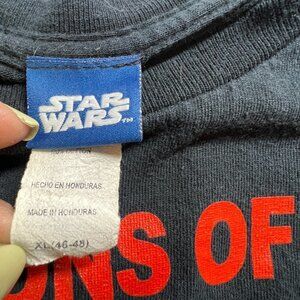 STAR
WARS
HECHO EN HONDURAS
MADE IN HONDURAS
XL (46-48)
ONS OF